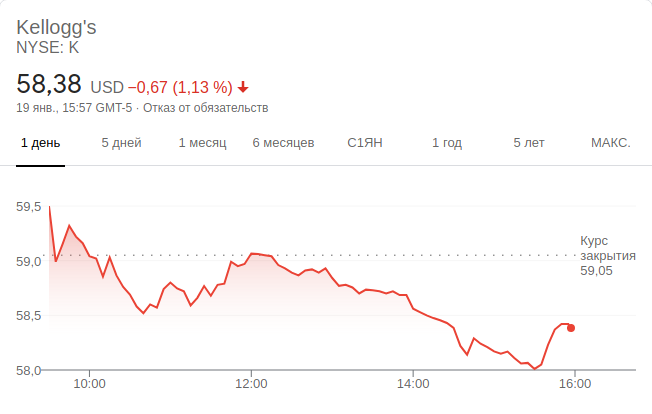 Kellogg's
NYSE: K
58,38 USD −0,67 (1,13 %)
19 янв., 15:57 GMT-5 · Отказ от обязательств
1 день 5 дней 1 месяц 6 месяцев С1ЯН 1 год 5 лет МАКС.
59,5
Курс
закрытия
59,05
59,0
58,5
58,0
10:00 12:00 14:00 16:00